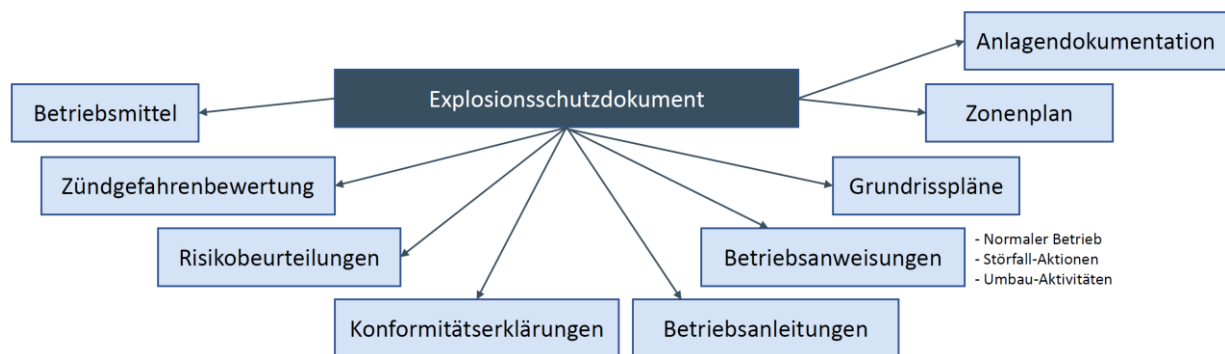 Anlagendokumentation
Explosionsschutzdokument
Betriebsmittel
Zonenplan
Zündgefahrenbewertung
Grundrisspläne
Risikobeurteilungen
Betriebsanweisungen
- Normaler Betrieb
- Störfall-Aktionen
- Umbau-Aktivitäten
Konformitätserklärungen
Betriebsanleitungen